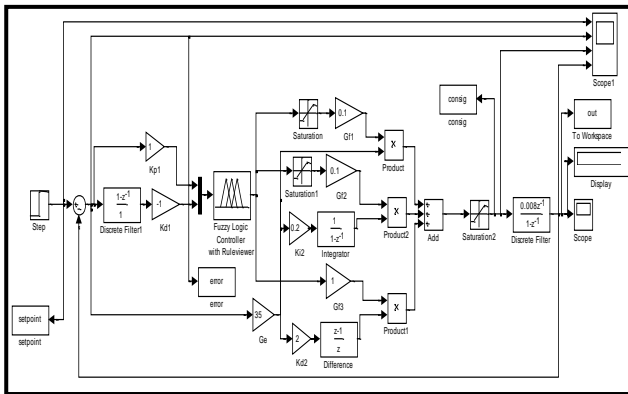 Scope1
consig
consig
out
To Workspace
Display
Scope
0.1
Saturation
Gf1
X
Product
1
Kp1
0.1
Saturation1
Gf2
X
Product2
Step
1-z-1
1
Discrete Filter1
-1
Kd1
Fuzzy Logic
Controller
with Ruleviewer
0.2
Ki2
1
1-z-1
Integrator
Add
Saturation2
0.008z-1
1-z-1
Discrete Filter
error
error
1
Gf3
X
Product1
setpoint
setpoint
35
Ge
2
Kd2
z-1
z
Difference